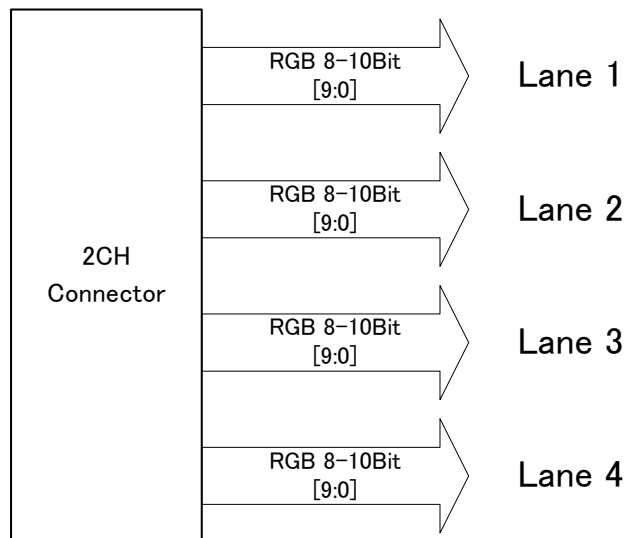 RGB 8-10Bit
[9:0]
Lane 1
RGB 8-10Bit
[9:0]
Lane 2
2CH
Connector
RGB 8-10Bit
[9:0]
Lane 3
RGB 8-10Bit
[9:0]
Lane 4